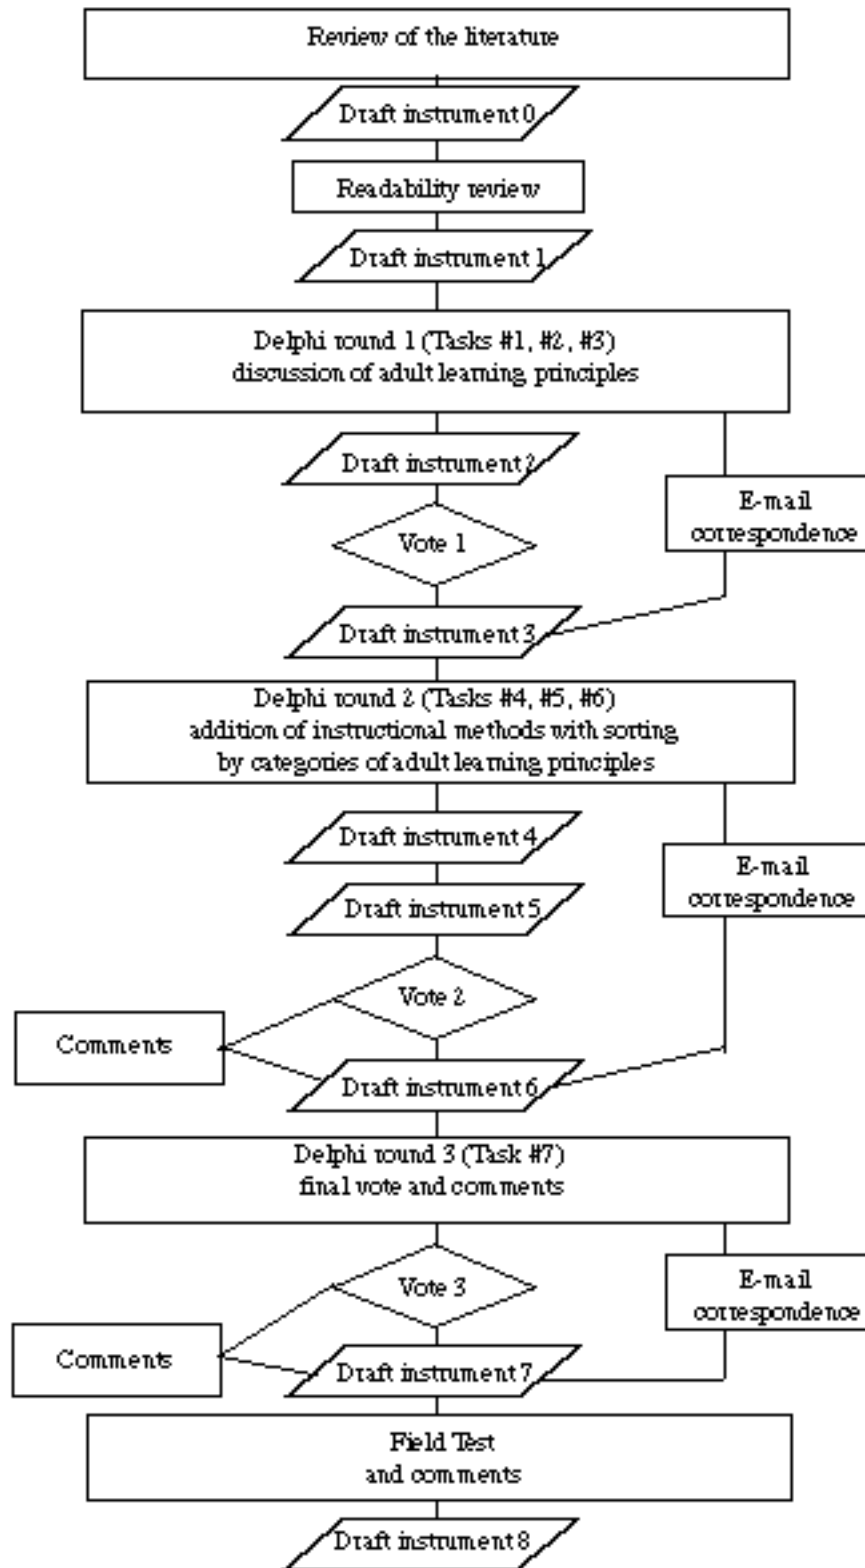 Review of the literature
Draft instrument 0
Readability review
Draft instrument 1
Delphi round 1 (Tasks #1, #2, #3)
discussion of adult learning principles
Draft instrument 2
E-mail
correspondence
Vote 1
Draft instrument 3
Delphi round 2 (Tasks #4, #5, #6)
addition of instructional methods with sorting
by categories of adult learning principles
Draft instrument 4
E-mail
correspondence
Draft instrument 5
Vote 2
Comments
Draft instrument 6
Delphi round 3 (Task #7)
final vote and comments
Vote 3
E-mail
correspondence
Comments
Draft instrument 7
Field Test
and comments
Draft instrument 8